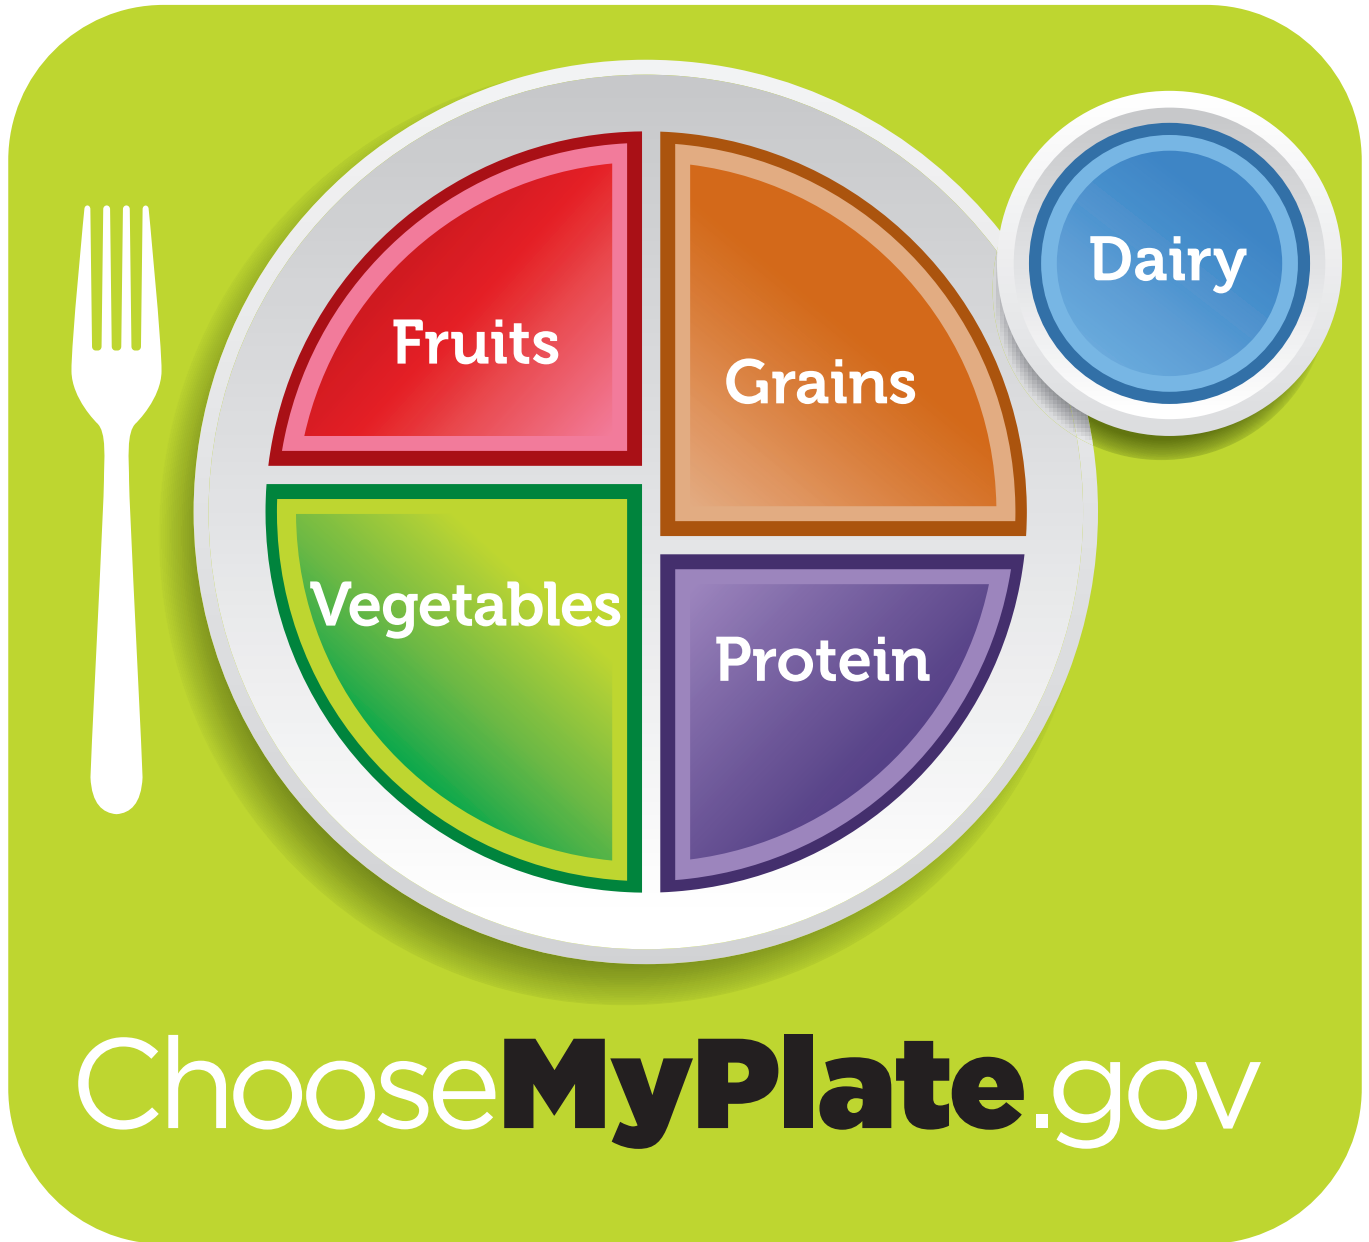 Fruits
Grains
Dairy
Vegetables
Protein
ChooseMyPlate.gov